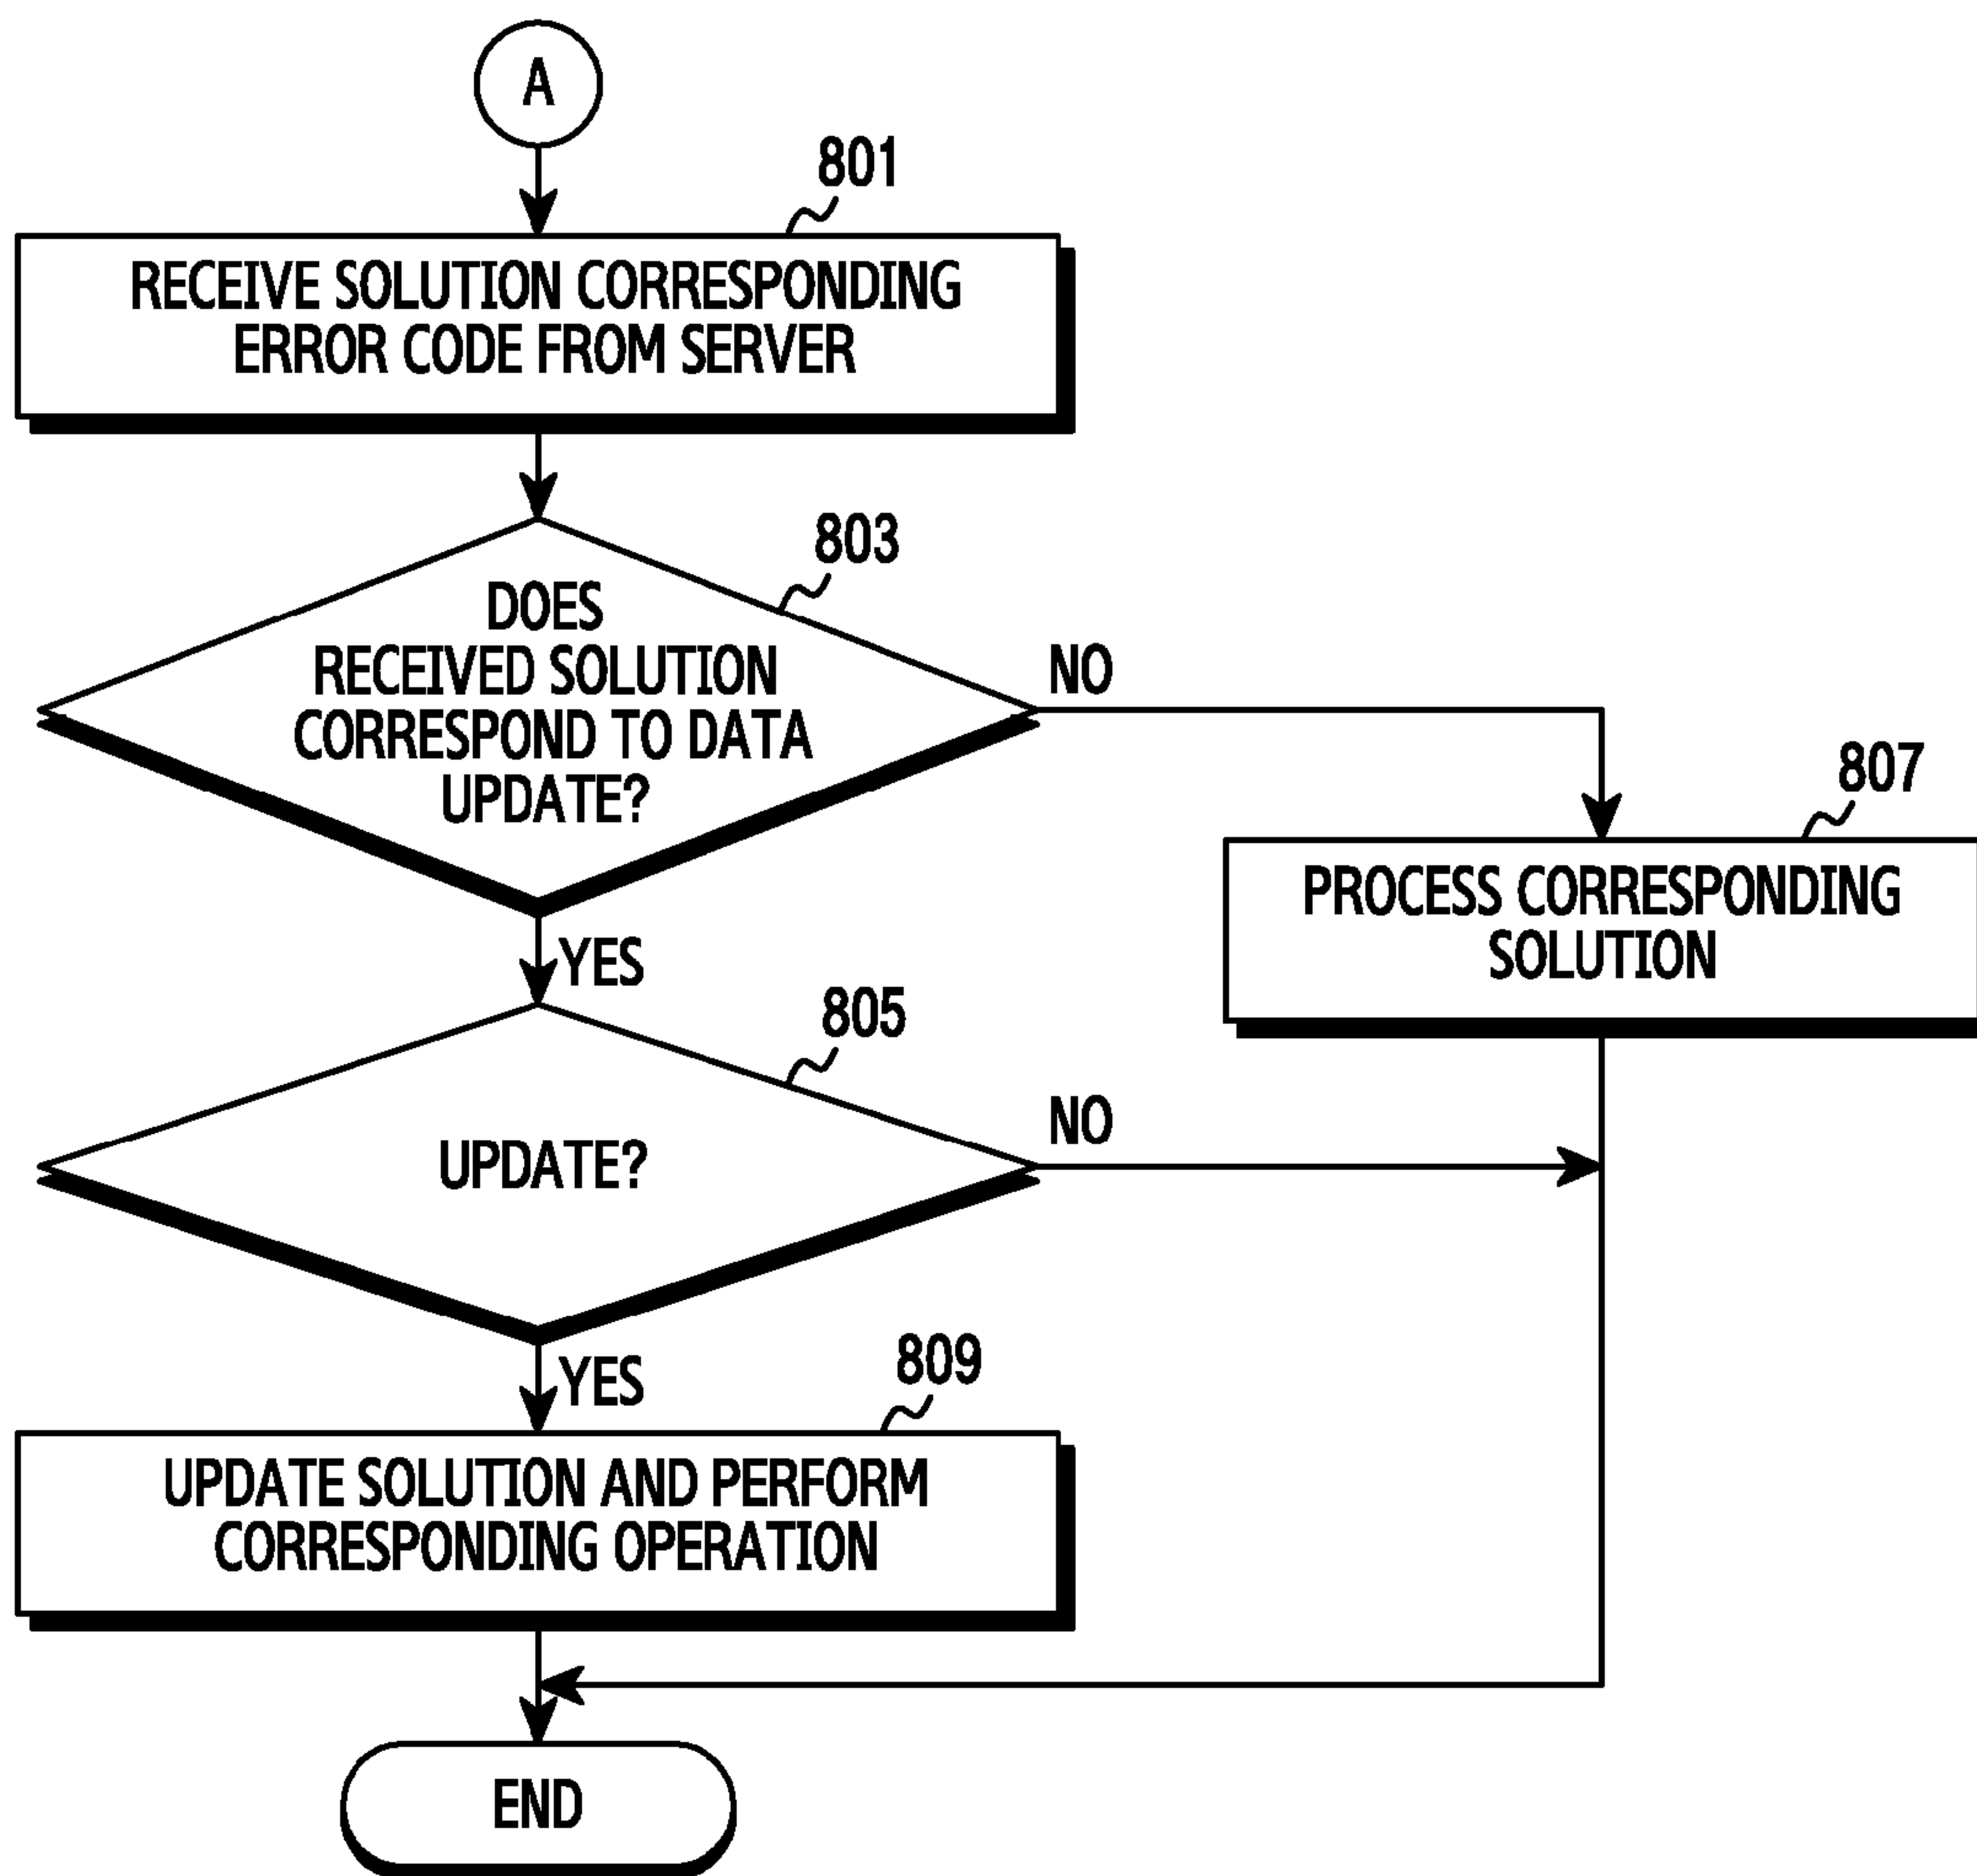 A
801
RECEIVE SOLUTION CORRESPONDING
ERROR CODE FROM SERVER
803
DOES
RECEIVED SOLUTION
CORRESPOND TO DATA
UPDATE?
NO
807
PROCESS CORRESPONDING
SOLUTION
YES
805
UPDATE?
NO
YES
809
UPDATE SOLUTION AND PERFORM
CORRESPONDING OPERATION
END